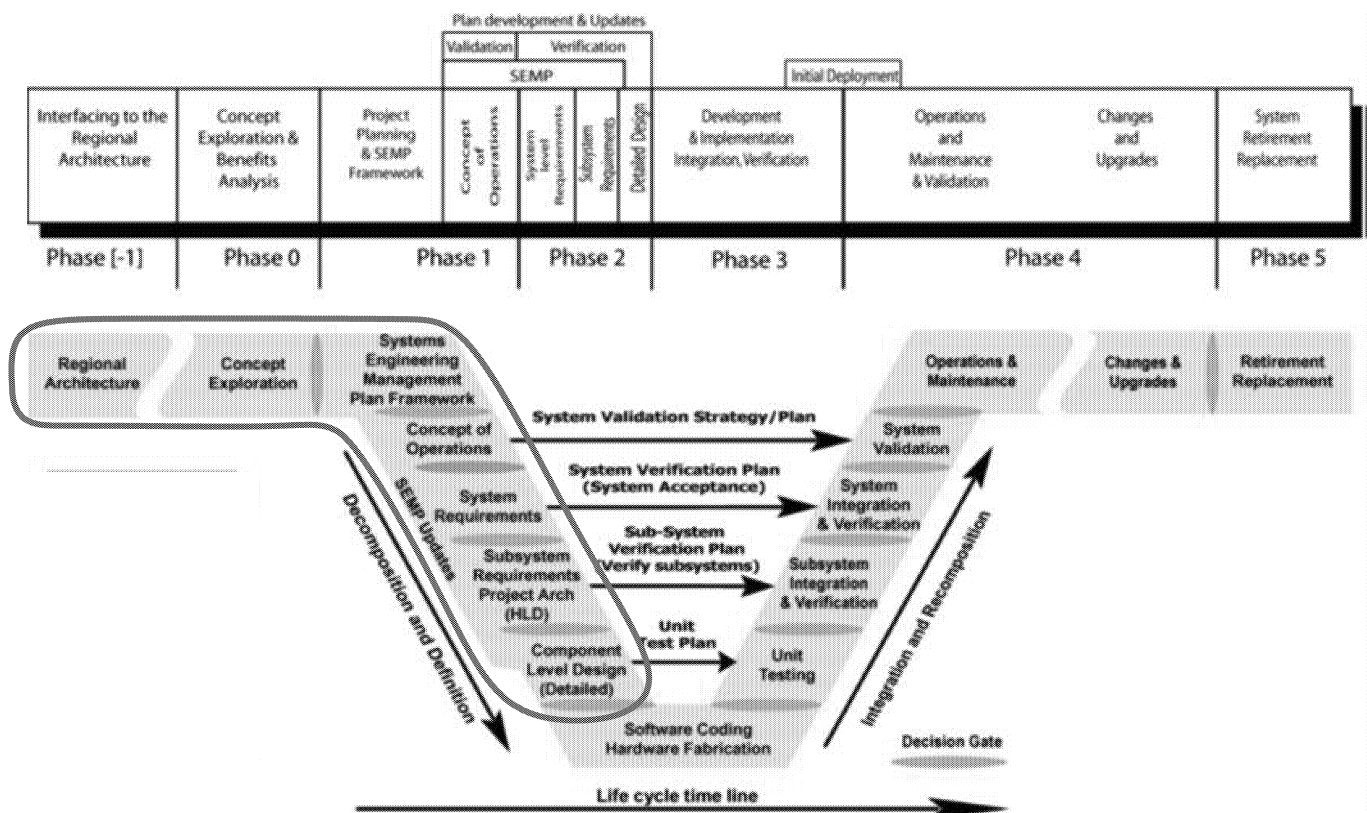 Plan development & Updates
Validation
Verification
SEMP
Initial Deployment
Interfacing to the
Regional
Architecture
Concept
Exploration &
Benefits
Analysis
Project
Planning
& SEMP
Framework
Concept
of
Operations
System
level
Requirements
Subsystem
Requirements
Detailed Design
Development
& Implementation
Integration, Verification
Operations
and
Maintenance
& Validation
Changes
and
Upgrades
System
Retirement
Replacement
Phase [-1]
Phase 0
Phase 1
Phase 2
Phase 3
Phase 4
Phase 5
Regional
Architecture
Concept
Exploration
Systems
Engineering
Management
Plan Framework
Concept of
Operations
System
Requirements
Subsystem
Requirements
Project Arch
(HLD)
Component
Level Design
(Detailed)
SEMP Updates
Decomposition and Definition
System Validation Strategy/Plan
System Verification Plan
(System Acceptance)
Sub-System
Verification Plan
(Verify subsystems)
Unit
Test Plan
Software Coding
Hardware Fabrication
Operations &
Maintenance
Changes &
Upgrades
Retirement
Replacement
System
Validation
System
Integration
& Verification
Subsystem
Integration
& Verification
Unit
Testing
Integration and Recomposition
Decision Gate
Life cycle time line